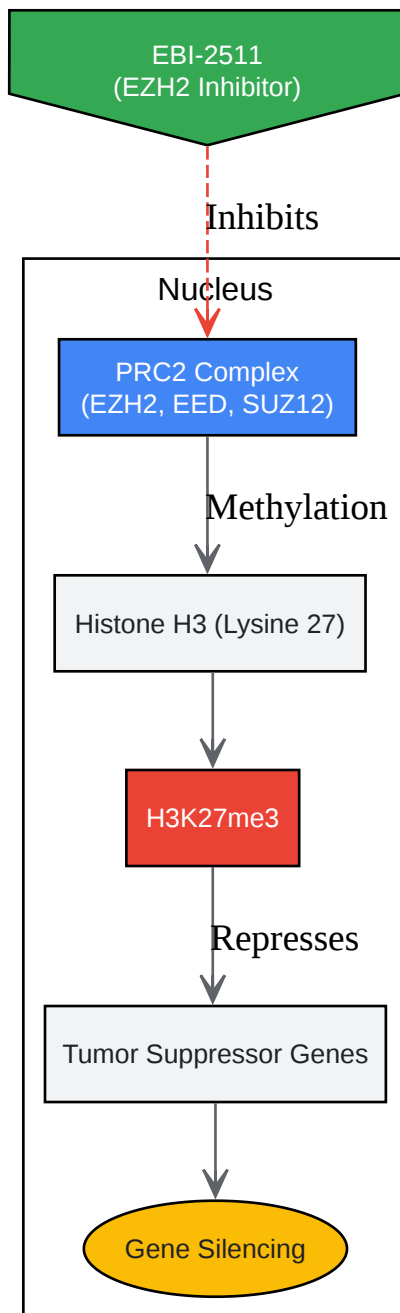 EBI-2511
(EZH2 Inhibitor)
Inhibits
Nucleus
PRC2 Complex
(EZH2, EED, SUZ12)
Methylation
Histone H3 (Lysine 27)
H3K27me3
Represses
Tumor Suppressor Genes
Gene Silencing